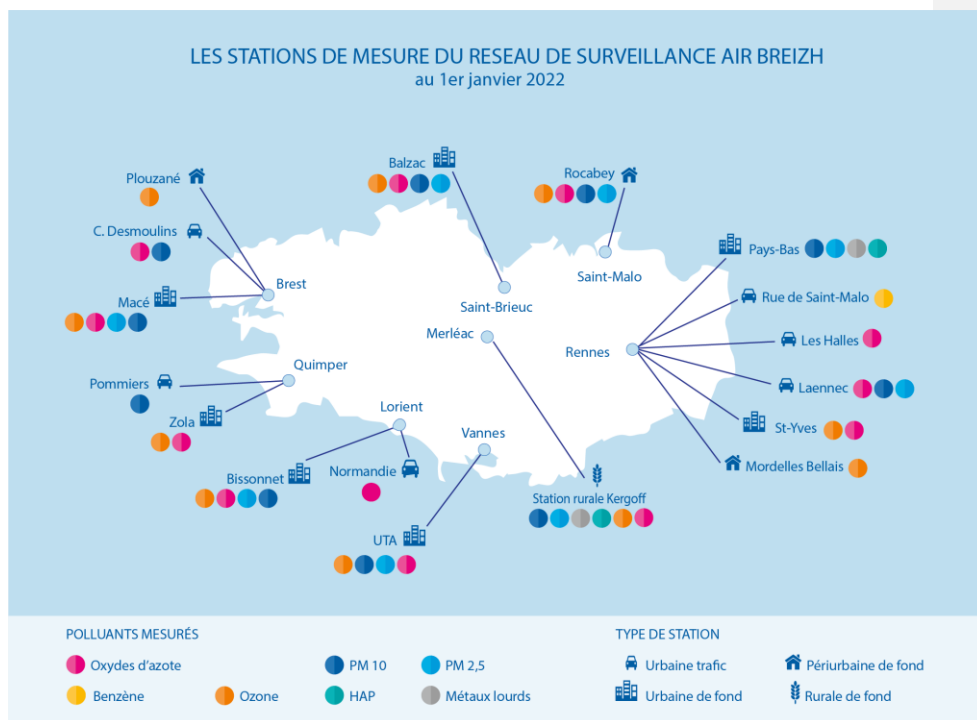 LES STATIONS DE MESURE DU RESEAU DE SURVEILLANCE AIR BREIZH
au 1er janvier 2022
Balzac
Rocabey
Plouzané
C. Desmoulins
Macé
Brest
Saint-Brieuc
Saint-Malo
Merléac
Pays-Bas
Rue de Saint-Malo
Les Halles
Rennes
Laennec
St-Yves
Mordelles Bellais
Quimper
Pommiers
Zola
Lorient
Vannes
Bissonnet
Normandie
UTA
Station rurale Kergoff
POLLUANTS MESURÉS
Oxydes d'azote
PM 10
PM 2,5
Benzène
Ozone
HAP
Métaux lourds
TYPE DE STATION
Urbaine trafic
Périurbaine de fond
Urbaine de fond
Rurale de fond